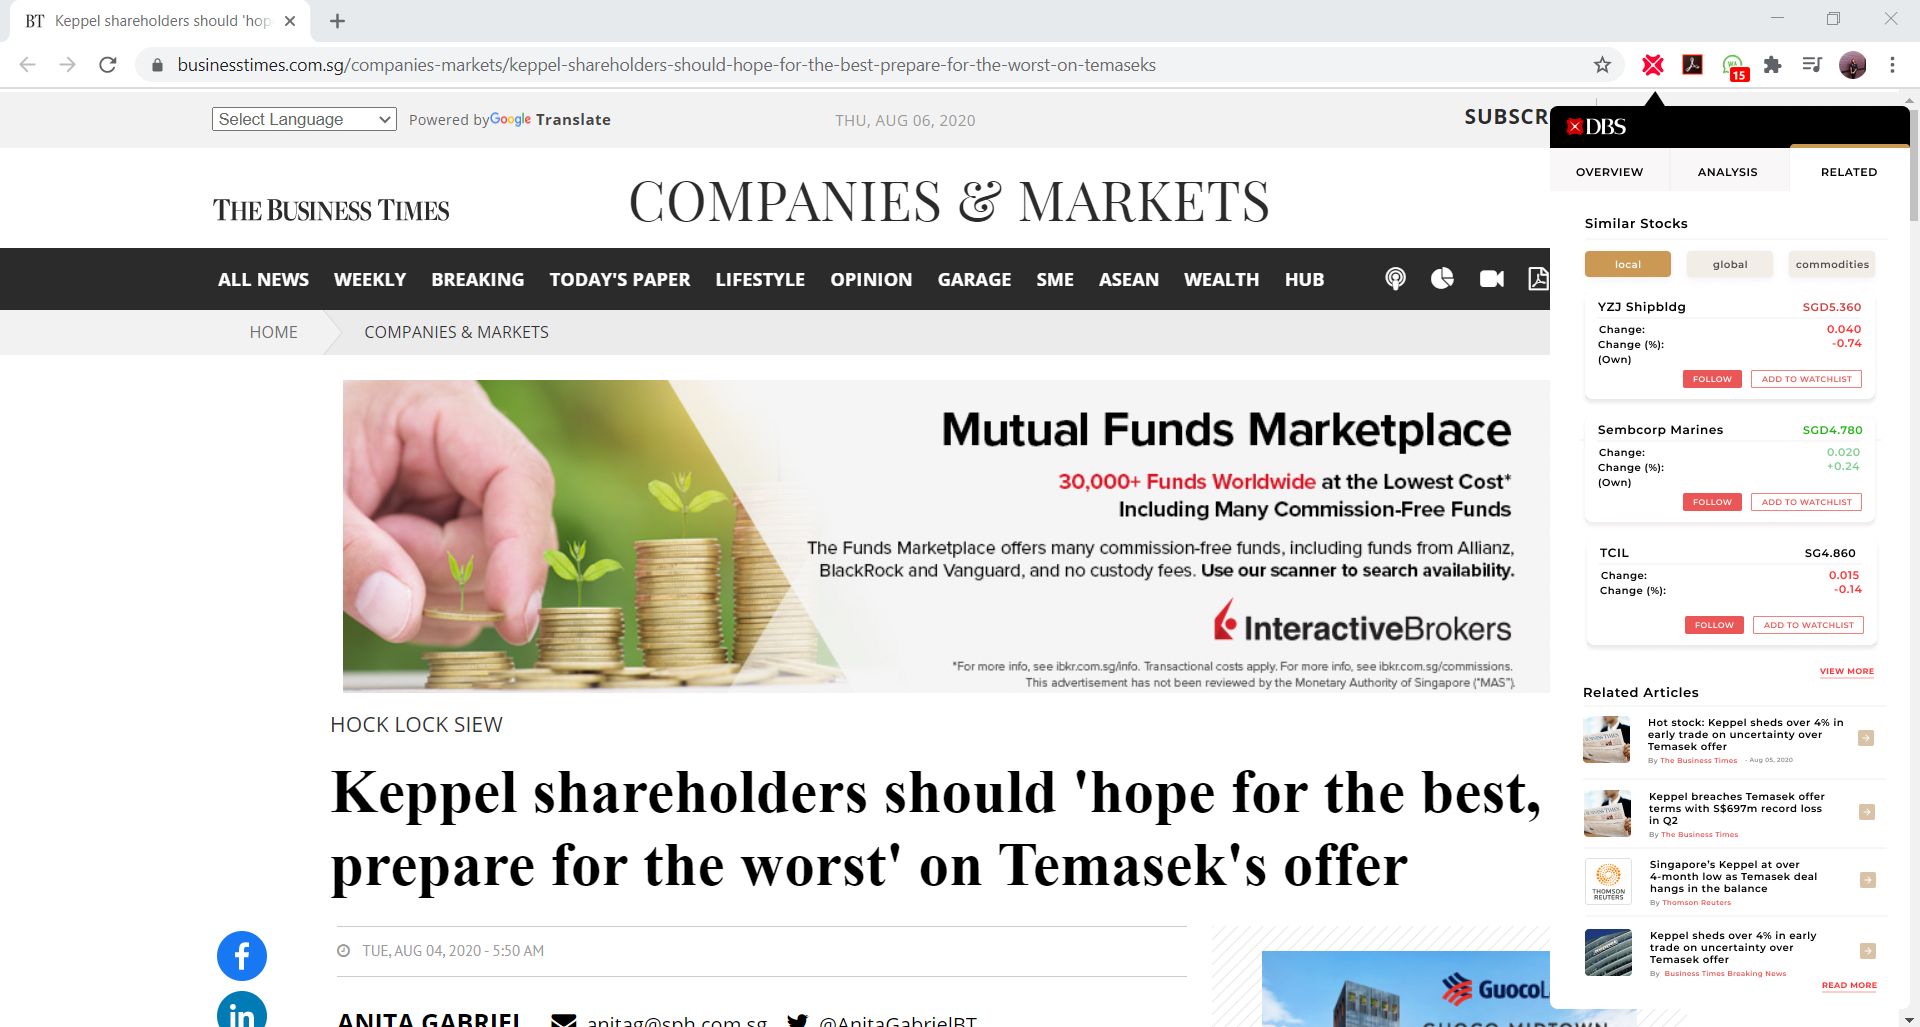 BT Keppel shareholders should 'hop
businesstimes.com.sg/companies-markets/keppel-shareholders-should-hope-for-the-best-prepare-for-the-worst-on-temaseks
15
Select Language
Powered by Google Translate
THU, AUG 06, 2020
SUBSCR
THE BUSINESS TIMES
COMPANIES & MARKETS
ALL NEWS WEEKLY BREAKING TODAY'S PAPER LIFESTYLE OPINION GARAGE SME ASEAN WEALTH HUB
HOME COMPANIES & MARKETS
Mutual Funds Marketplace
30,000+ Funds Worldwide at the Lowest Cost*
Including Many Commission-Free Funds
The Funds Marketplace offers many commission-free funds, including funds from Allianz,
BlackRock and Vanguard, and no custody fees. Use our scanner to search availability.
InteractiveBrokers
*For more info, see ibkr.com.sg/info. Transactional costs apply. For more info, see ibkr.com.sg/commissions.
This advertisement has not been reviewed by the Monetary Authority of Singapore ("MAS").
HOCK LOCK SIEW
Keppel shareholders should 'hope for the best,
prepare for the worst' on Temasek's offer
TUE, AUG 04, 2020 - 5:50 AM
ANITA GABRIEL anitag@sph.com.sg @AnitaGabrielBT
GuocoL
GUOCO MIDTOWN
DBS
OVERVIEW ANALYSIS RELATED
Similar Stocks
local global commodities
YZJ Shipbldg SGD5.360
Change: 0.040
Change (%): -0.74
(Own)
FOLLOW ADD TO WATCHLIST
Sembcorp Marines SGD4.780
Change: 0.020
Change (%): +0.24
(Own)
FOLLOW ADD TO WATCHLIST
TCIL SG4.860
Change: 0.015
Change (%): -0.14
FOLLOW ADD TO WATCHLIST
VIEW MORE
Related Articles
Hot stock: Keppel sheds over 4% in
early trade on uncertainty over
Temasek offer
By The Business Times - Aug 05, 2020
Keppel breaches Temasek offer
terms with S$697m record loss
in Q2
By The Business Times
THOMSON
REUTERS
Singapore's Keppel at over
4-month low as Temasek deal
hangs in the balance
By Thomson Reuters
Keppel sheds over 4% in early
trade on uncertainty over
Temasek offer
By Business Times Breaking News
READ MORE